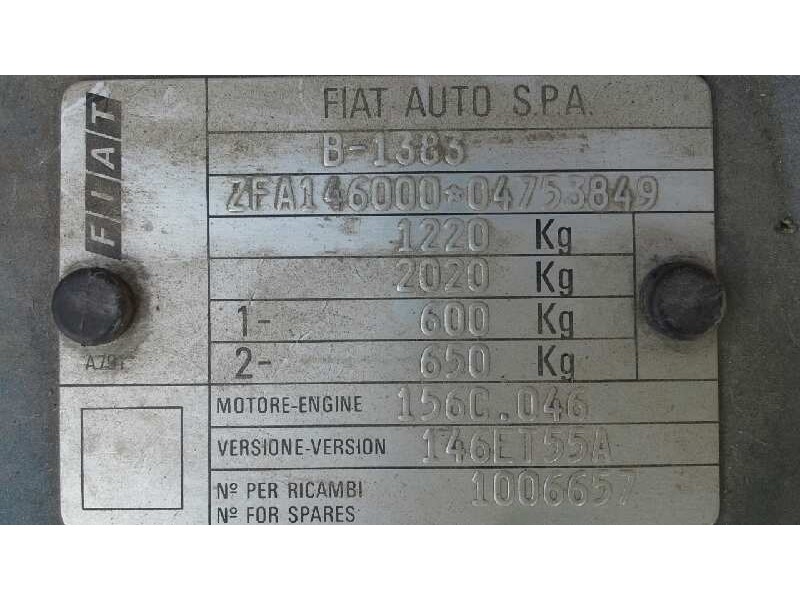 FIAT
FIAT AUTO S.P.A.
B-1383
ZFA146000*04753849
1220 Kg
2020 Kg
1- 600 Kg
2- 650 Kg
A791
MOTORE-ENGINE 156C.046
VERSIONE-VERSION 146ET55A
Nº PER RICAMBI 1006657
Nº FOR SPARES